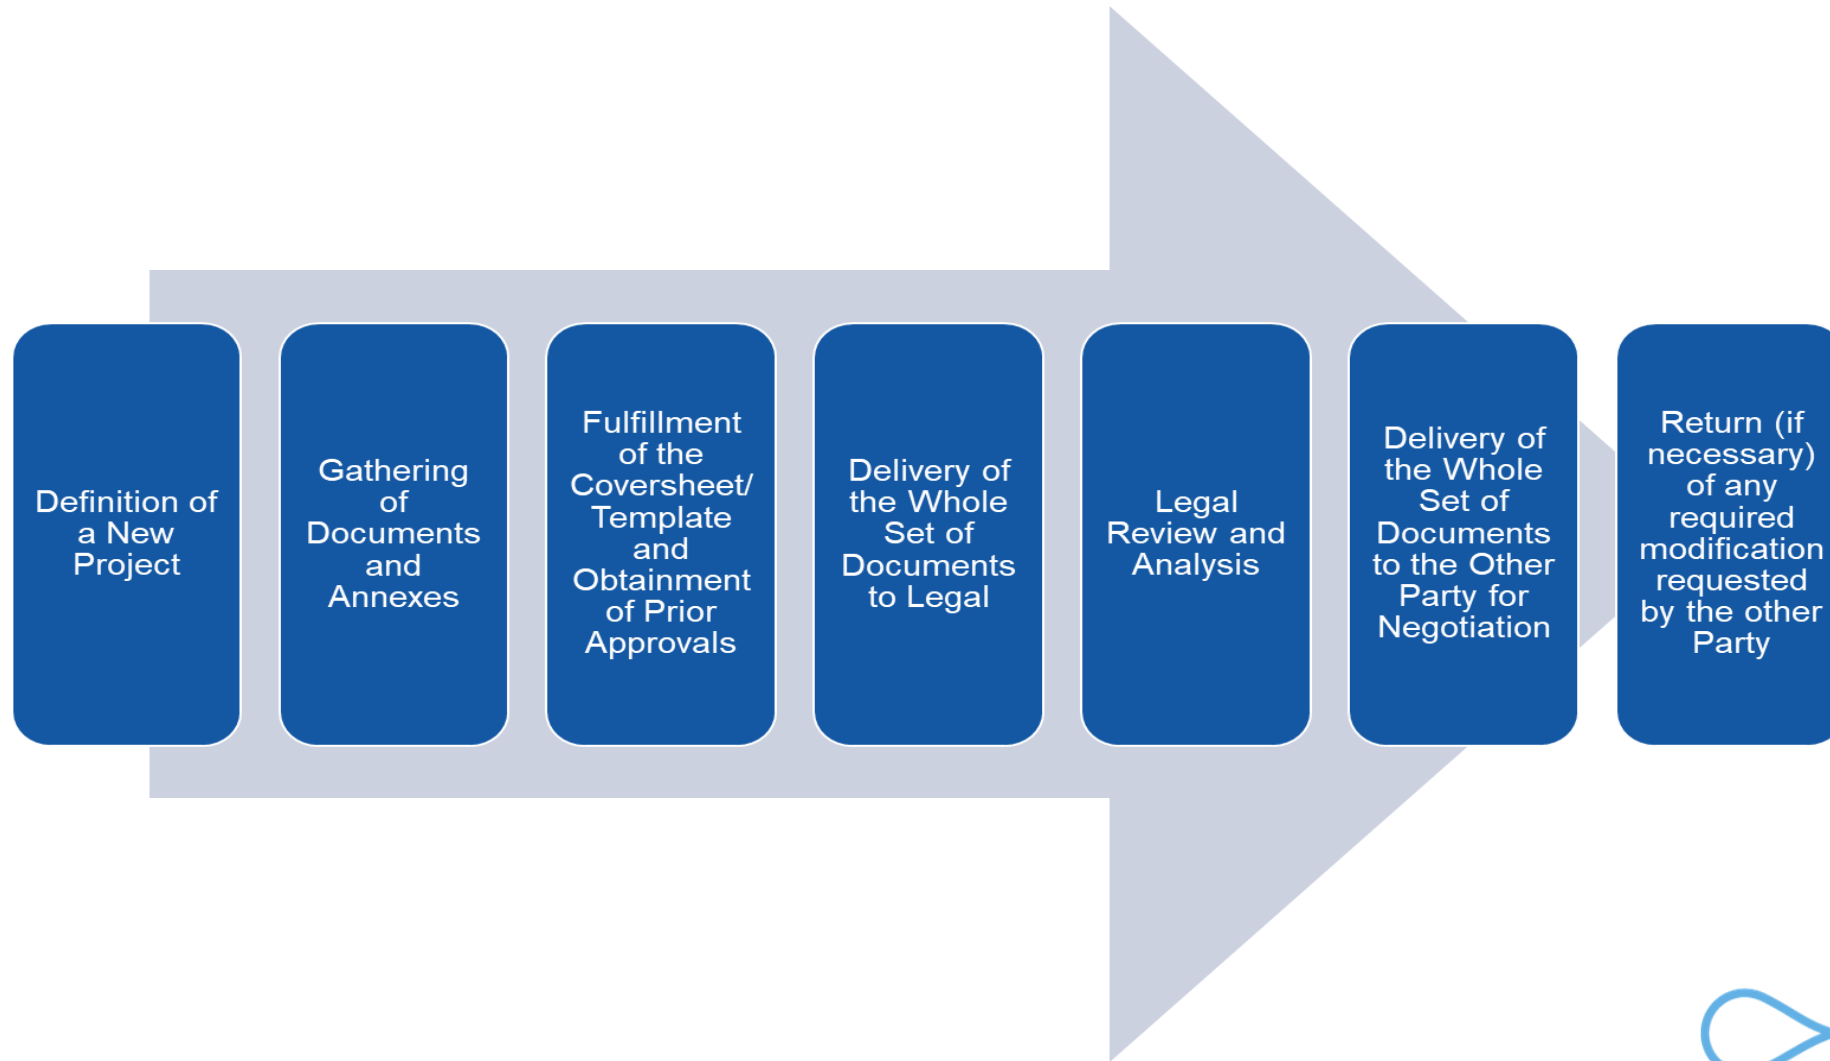 Definition of
a New
Project
Gathering
of
Documents
and
Annexes
Fulfillment
of the
Coversheet/
Template
and
Obtainment
of Prior
Approvals
Delivery of
the Whole
Set of
Documents
to Legal
Legal
Review and
Analysis
Delivery of
the Whole
Set of
Documents
to the Other
Party for
Negotiation
Return (if
necessary)
of any
required
modification
requested
by the other
Party